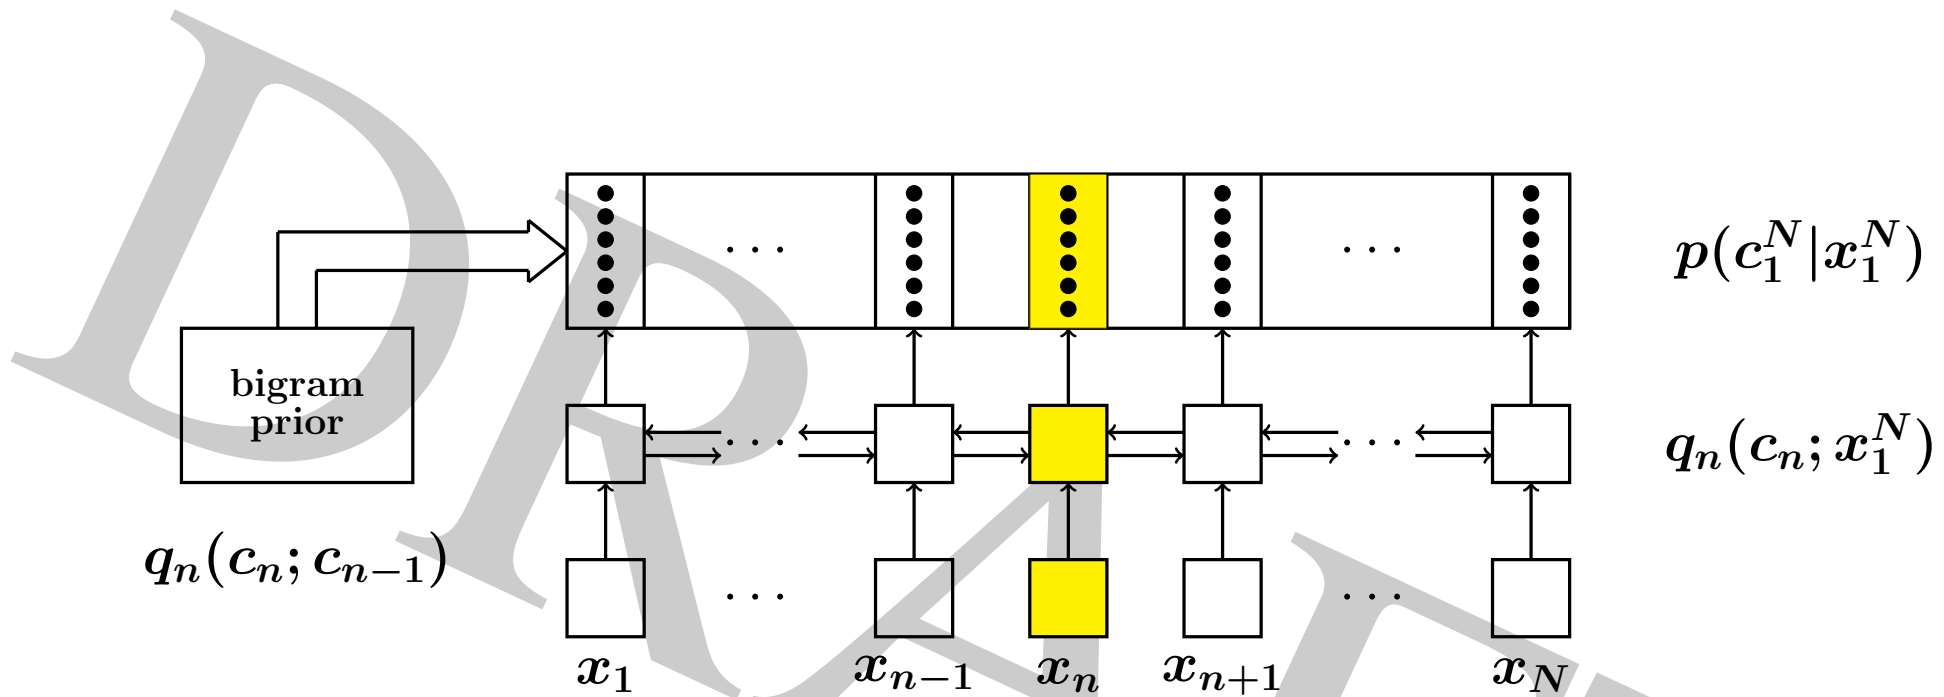 · · ·
· · ·
p(c_1^N|x_1^N)
bigram
prior
· · ·
· · ·
q_n(c_n; x_1^N)
q_n(c_n; c_{n−1})
· · ·
· · ·
x_1 x_{n−1} x_n x_{n+1} x_N
DRAFT